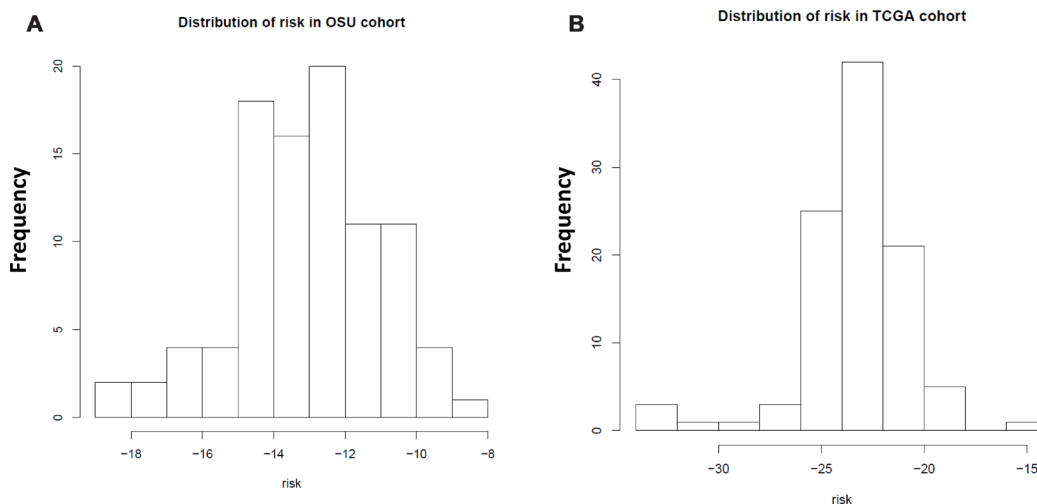 A
Distribution of risk in OSU cohort
Frequency
20
15
10
5
0
−18 −16 −14 −12 −10 −8
risk
B
Distribution of risk in TCGA cohort
Frequency
40
30
20
10
0
−30 −25 −20 −15
risk